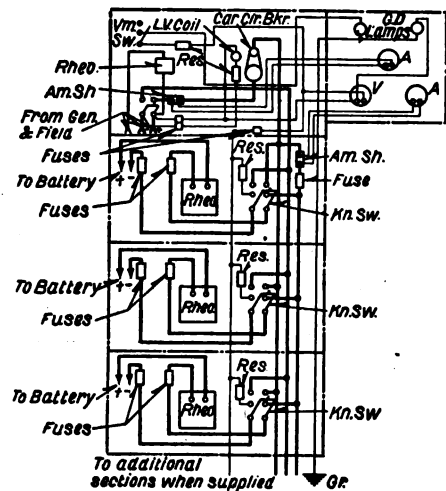 Car. Cir. Bkr.
Vm. L.V. Coil
Sw.
G.D
Lamps
Res.
Rheo.
A
Am.Sh
V
A
From Gen
& Field
Fuses
Res.
Am. Sh.
Fuse
To Battery
+ -
Rheo.
Kn. Sw.
Fuses
Res.
To Battery
+ -
Rheo.
Kn.Sw.
Fuses
Res.
To Battery
+ -
Rheo.
Kn.SW
Fuses
To additional
sections when supplied
Gr.